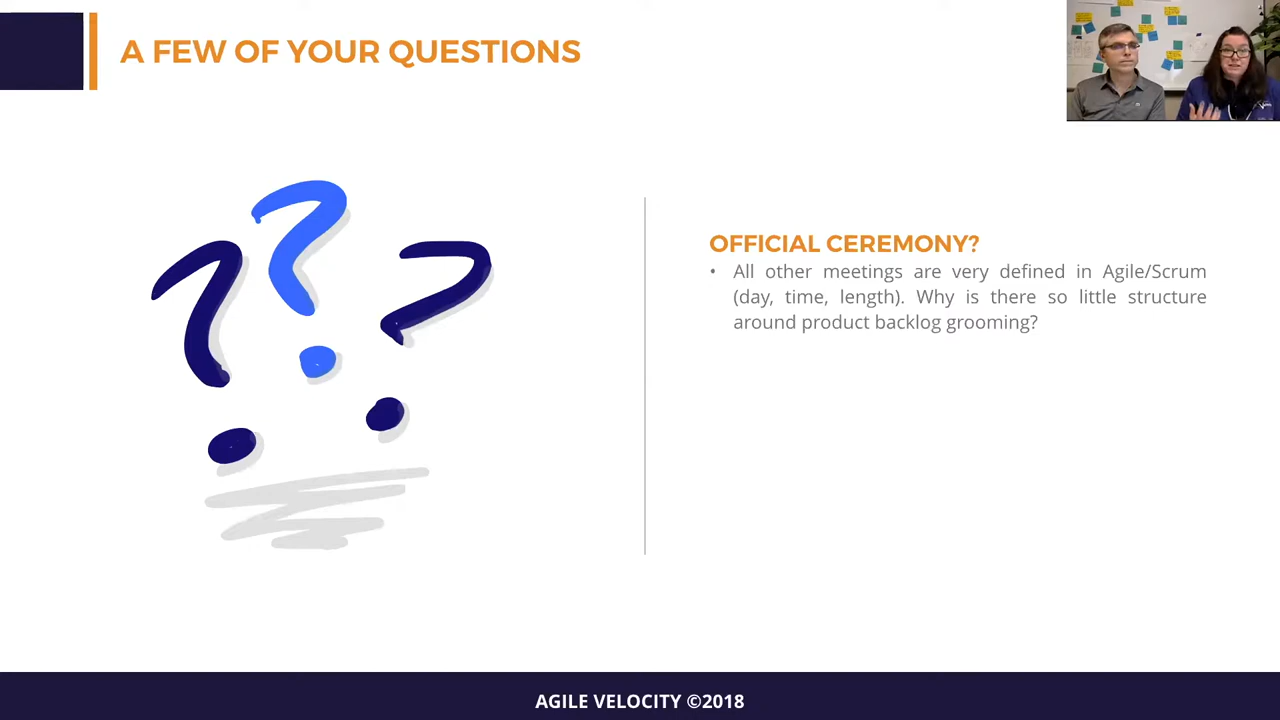 A FEW OF YOUR QUESTIONS
OFFICIAL CEREMONY?
• All other meetings are very defined in Agile/Scrum
(day, time, length). Why is there so little structure
around product backlog grooming?
AGILE VELOCITY ©2018